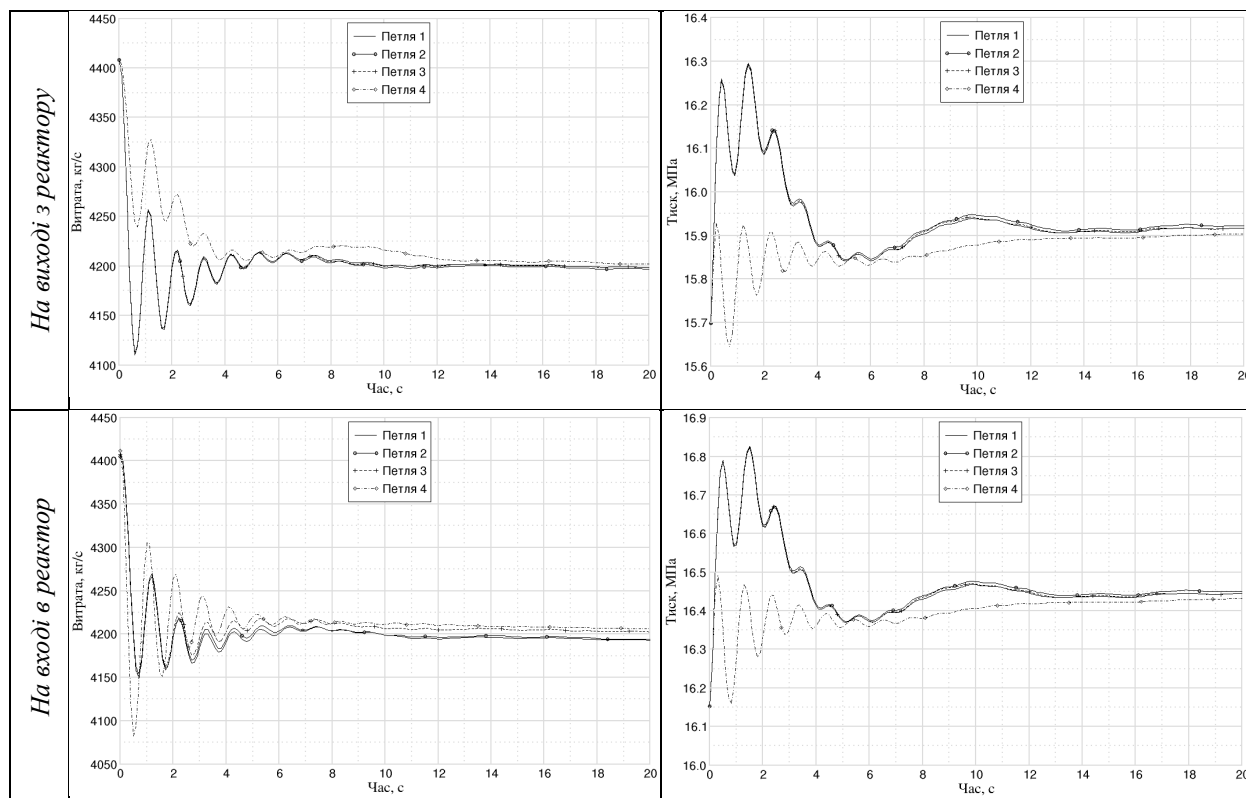 На виході з реактору
Витрата, кг/с
4450
4400
4350
4300
4250
4200
4150
4100
0 2 4 6 8 10 12 14 16 18 20
Час, с
Петля 1
Петля 2
Петля 3
Петля 4
Тиск, МПа
16.4
16.3
16.2
16.1
16.0
15.9
15.8
15.7
15.6
0 2 4 6 8 10 12 14 16 18 20
Час, с
Петля 1
Петля 2
Петля 3
Петля 4
На вході в реактор
Витрата, кг/с
4450
4400
4350
4300
4250
4200
4150
4100
4050
0 2 4 6 8 10 12 14 16 18 20
Час, с
Петля 1
Петля 2
Петля 3
Петля 4
Тиск, МПа
16.9
16.8
16.7
16.6
16.5
16.4
16.3
16.2
16.1
16.0
0 2 4 6 8 10 12 14 16 18 20
Час, с
Петля 1
Петля 2
Петля 3
Петля 4